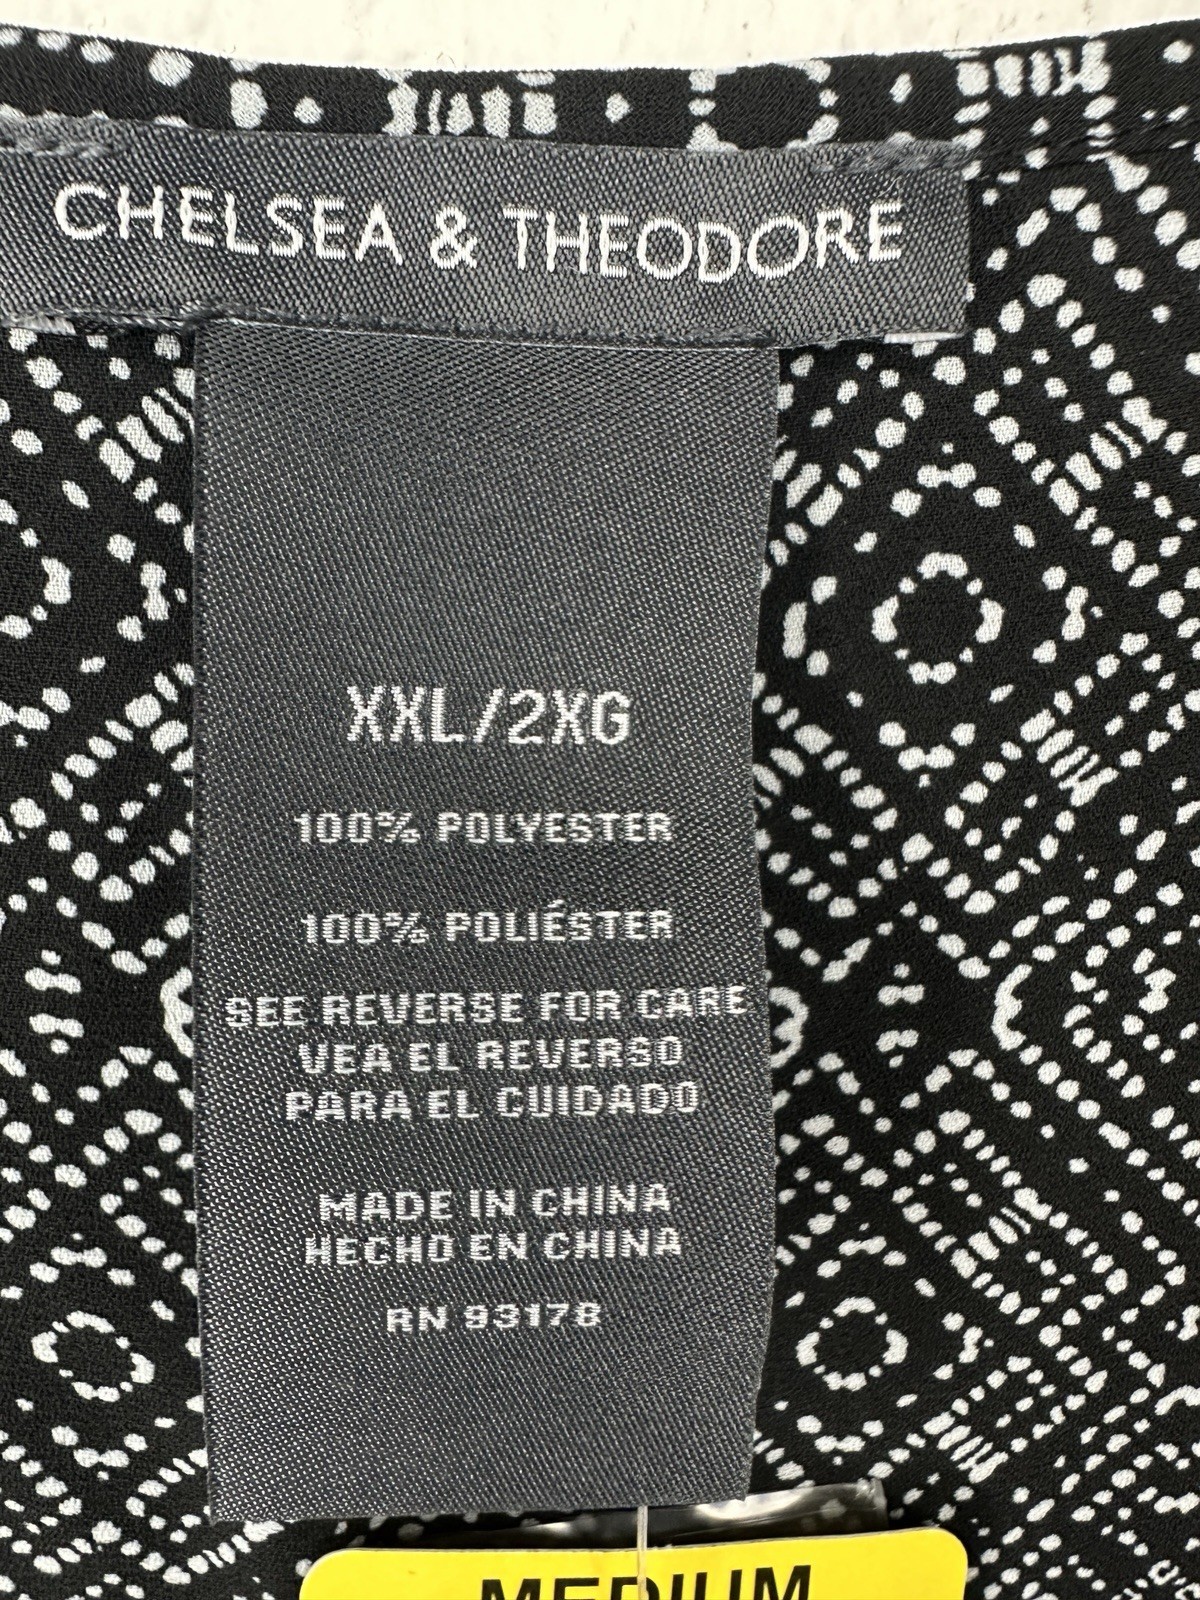 CHELSEA & THEODORE
XXL/2XG
100% POLYESTER
100% POLIÉSTER
SEE REVERSE FOR CARE
VEA EL REVERSO
PARA EL CUIDADO
MADE IN CHINA
HECHO EN CHINA
RN 93178
MEDIUM